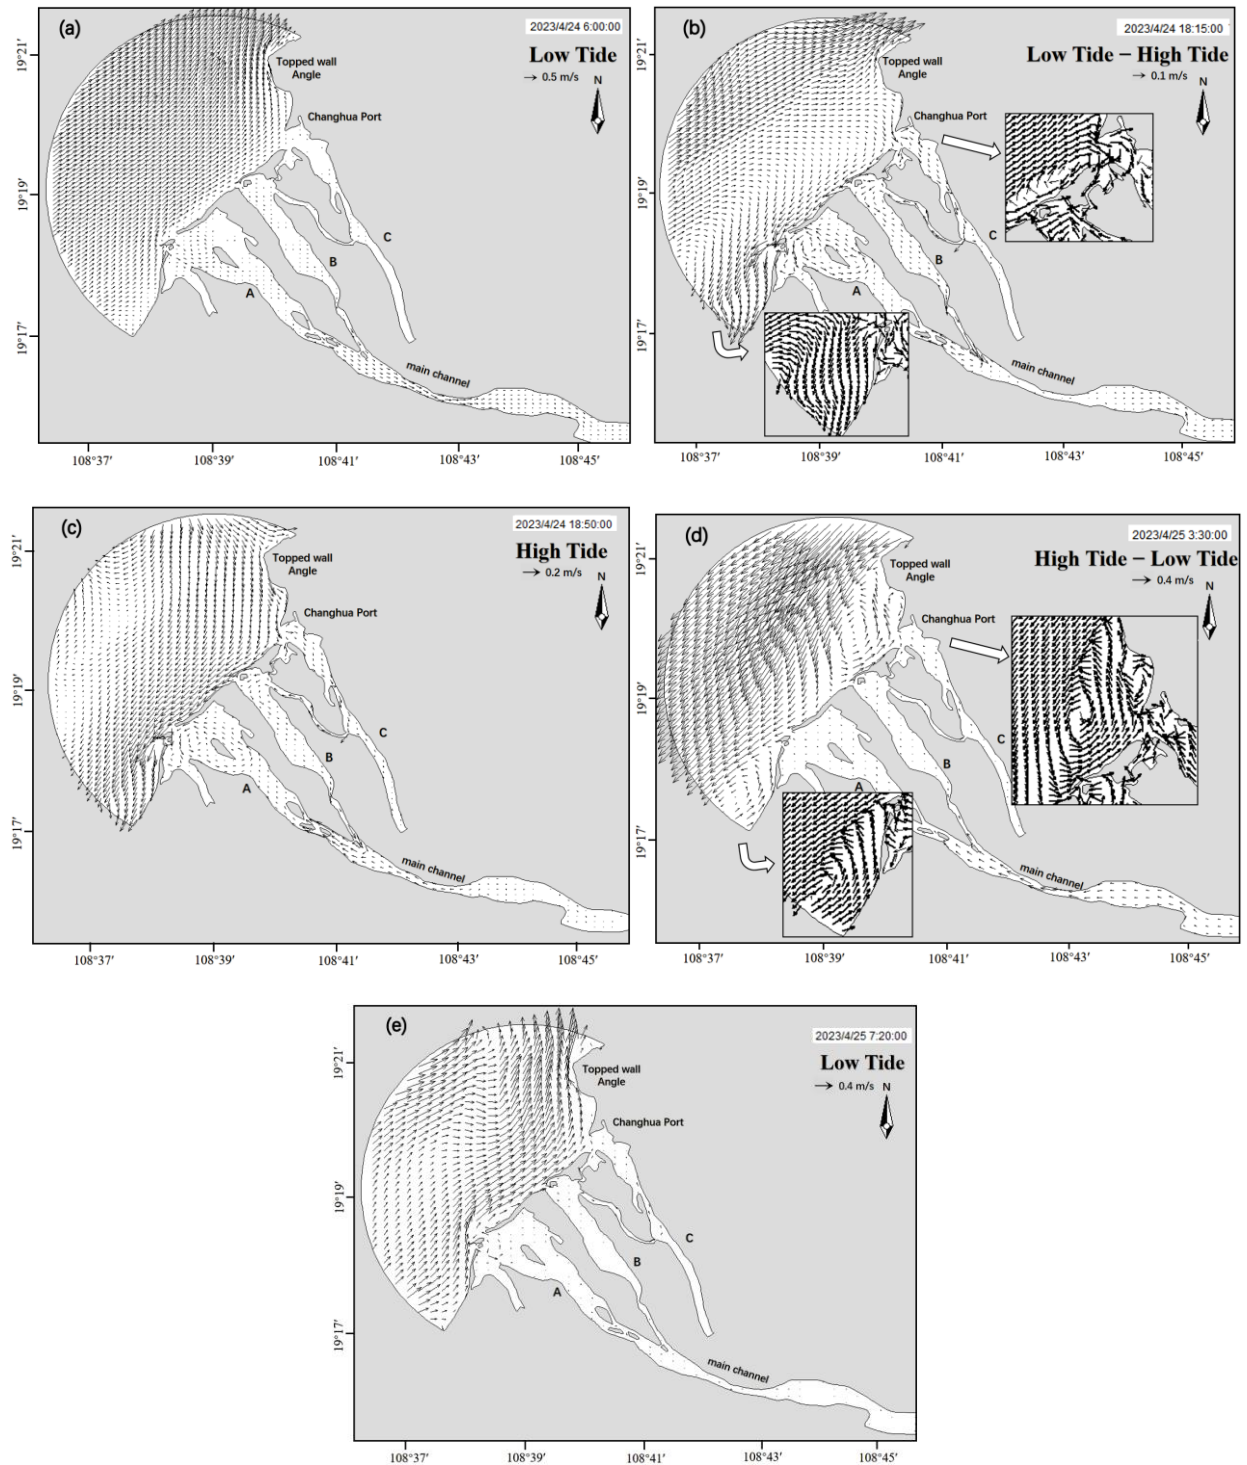 (a)
2023/4/24 6:00:00
Low Tide
0.5 m/s
N
Topped wall
Angle
Changhua Port
C
B
A
main channel
19°21′
19°19′
19°17′
108°37′
108°39′
108°41′
108°43′
108°45′
(b)
2023/4/24 18:15:00
Low Tide – High Tide
0.1 m/s
N
Topped wall
Angle
Changhua Port
C
B
A
main channel
19°21′
19°19′
19°17′
108°37′
108°39′
108°41′
108°43′
108°45′
(c)
2023/4/24 18:50:00
High Tide
0.2 m/s
N
Topped wall
Angle
Changhua Port
C
B
A
main channel
19°21′
19°19′
19°17′
108°37′
108°39′
108°41′
108°43′
108°45′
(d)
2023/4/25 3:30:00
High Tide – Low Tide
0.4 m/s
N
Topped wall
Angle
Changhua Port
C
B
A
main channel
19°21′
19°19′
19°17′
108°37′
108°39′
108°41′
108°43′
108°45′
(e)
2023/4/25 7:20:00
Low Tide
0.4 m/s
N
Topped wall
Angle
Changhua Port
C
B
A
main channel
19°21′
19°19′
19°17′
108°37′
108°39′
108°41′
108°43′
108°45′